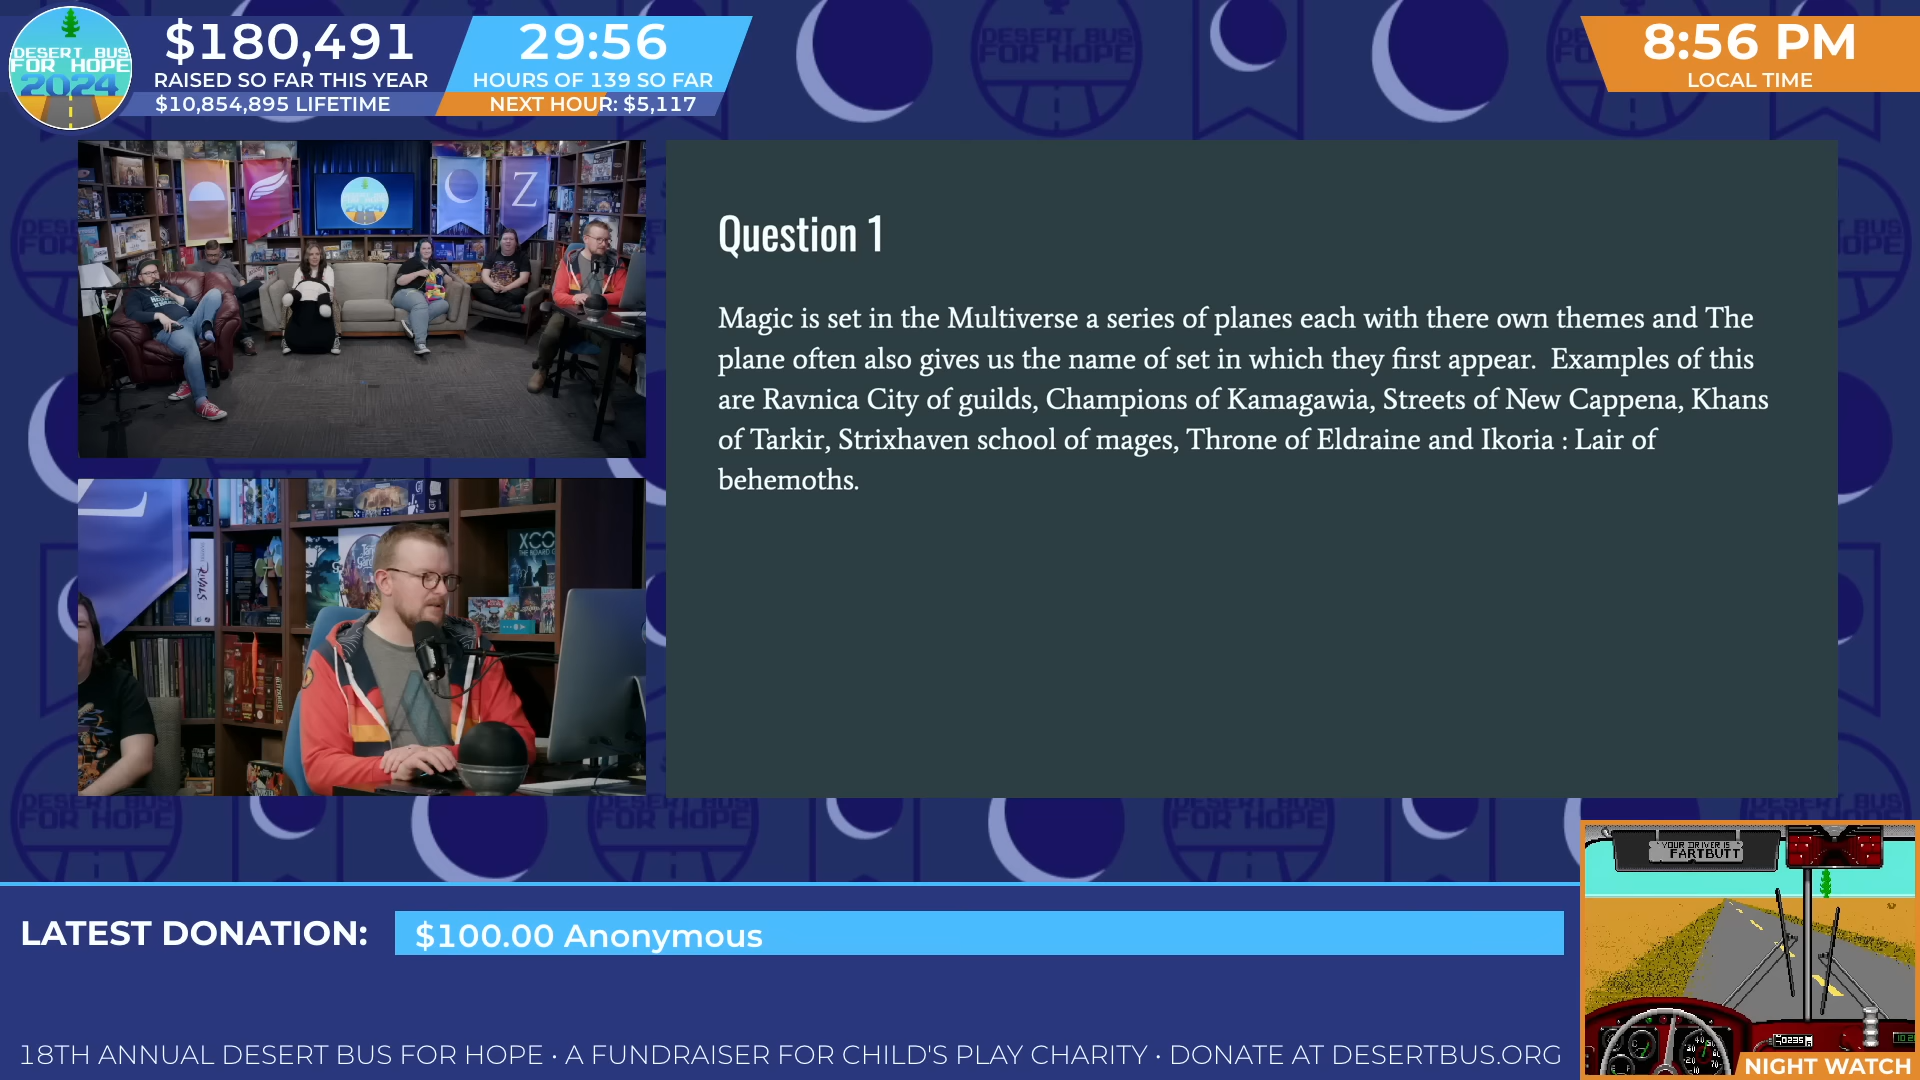 DESERT BUS
FOR HOPE
2024
$180,491
RAISED SO FAR THIS YEAR
$10,854,895 LIFETIME
29:56
HOURS OF 139 SO FAR
NEXT HOUR: $5,117
8:56 PM
LOCAL TIME
Z
RIVALS
XCO
THE BOARD
Question 1
Magic is set in the Multiverse a series of planes each with there own themes and The
plane often also gives us the name of set in which they first appear.  Examples of this
are Ravnica City of guilds, Champions of Kamagawia, Streets of New Cappena, Khans
of Tarkir, Strixhaven school of mages, Throne of Eldraine and Ikoria : Lair of
behemoths.
LATEST DONATION:
$100.00 Anonymous
YOUR DRIVER IS
FARTBUTT
NIGHT WATCH
18TH ANNUAL DESERT BUS FOR HOPE · A FUNDRAISER FOR CHILD'S PLAY CHARITY · DONATE AT DESERTBUS.ORG